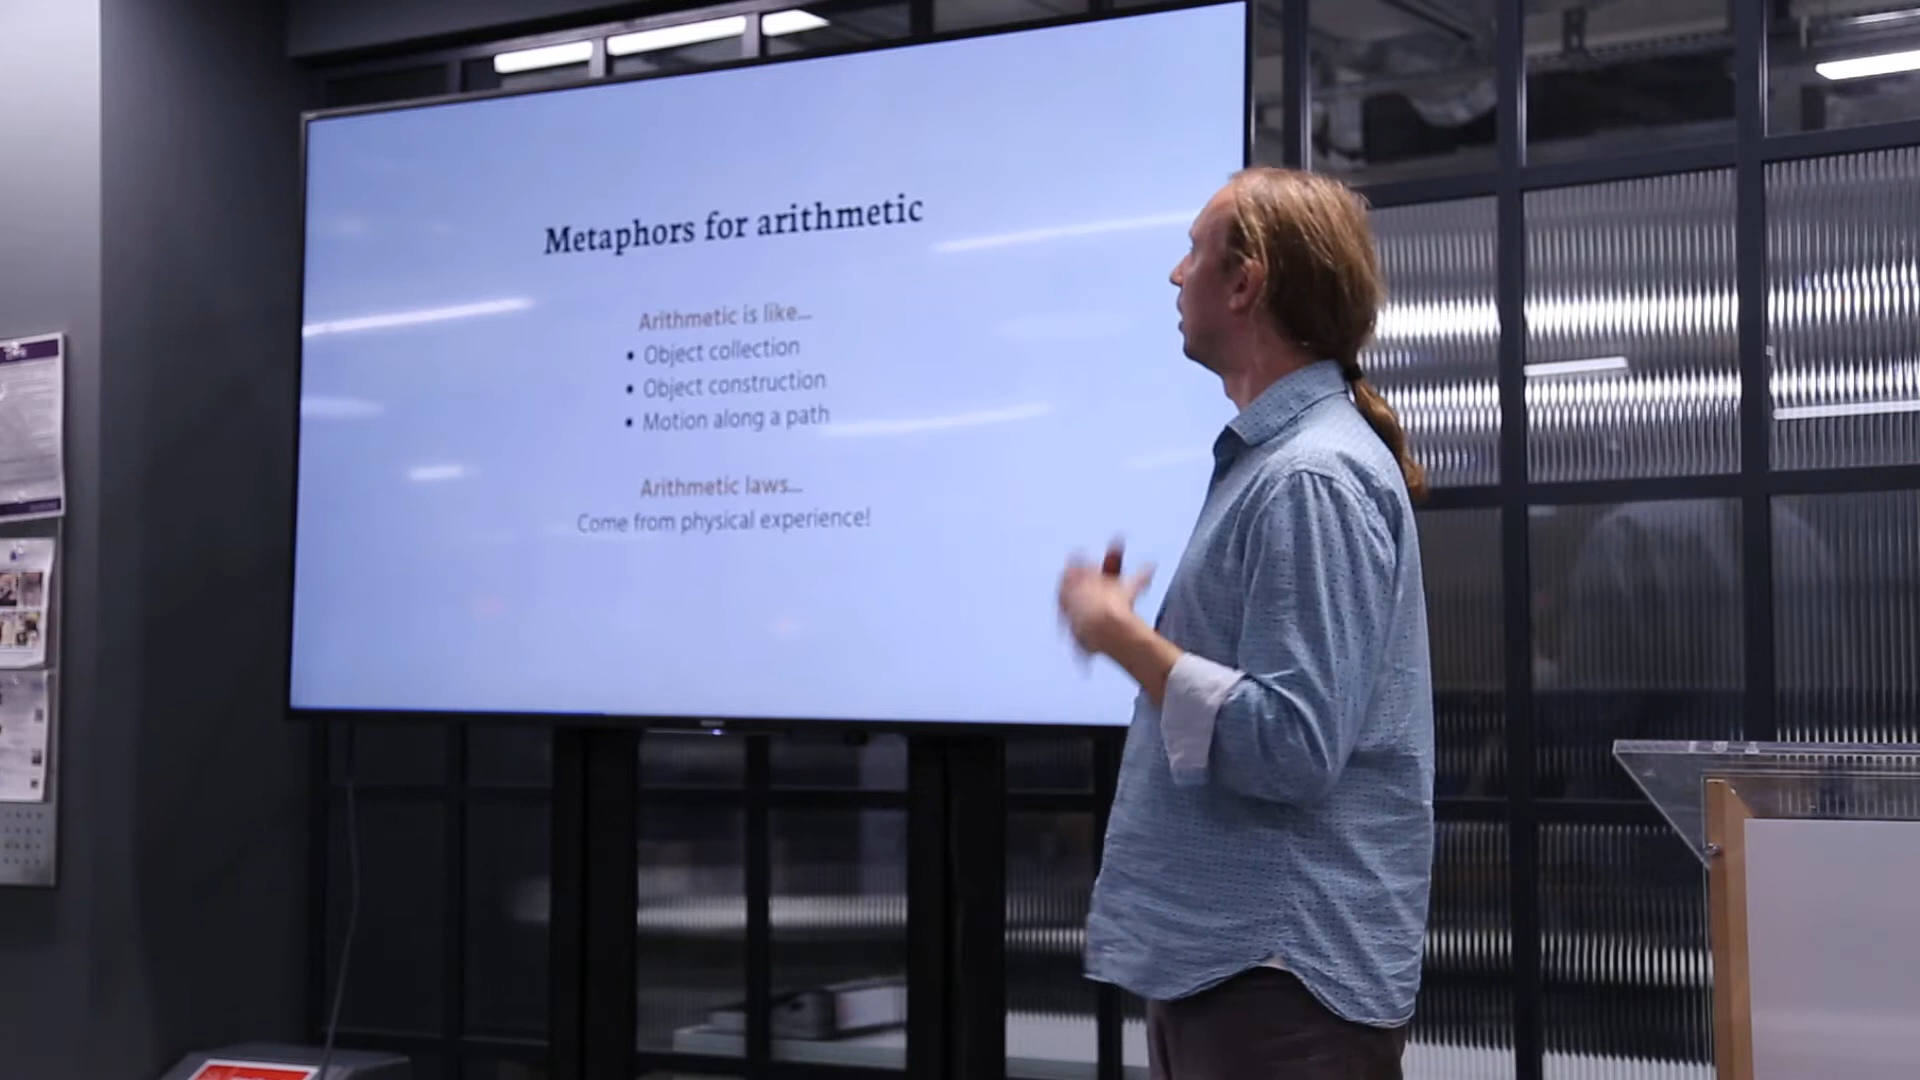 Metaphors for arithmetic
Arithmetic is like...
• Object collection
• Object construction
• Motion along a path
Arithmetic laws...
Come from physical experience!